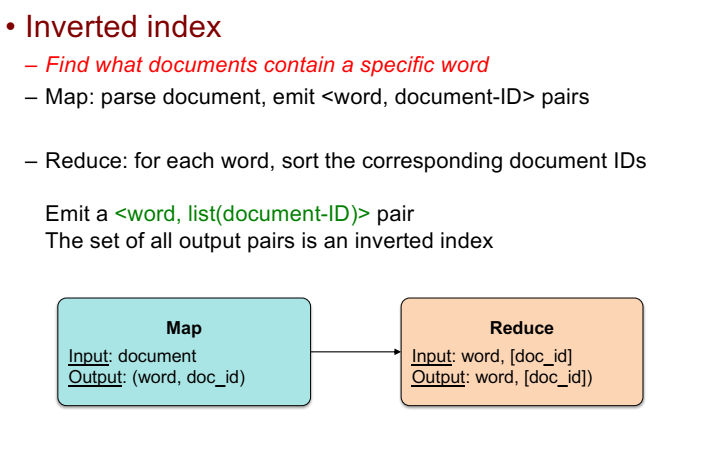 • Inverted index
– Find what documents contain a specific word
– Map: parse document, emit <word, document-ID> pairs
– Reduce: for each word, sort the corresponding document IDs
Emit a <word, list(document-ID)> pair
The set of all output pairs is an inverted index
Map
Input: document
Output: (word, doc_id)
Reduce
Input: word, [doc_id]
Output: word, [doc_id])